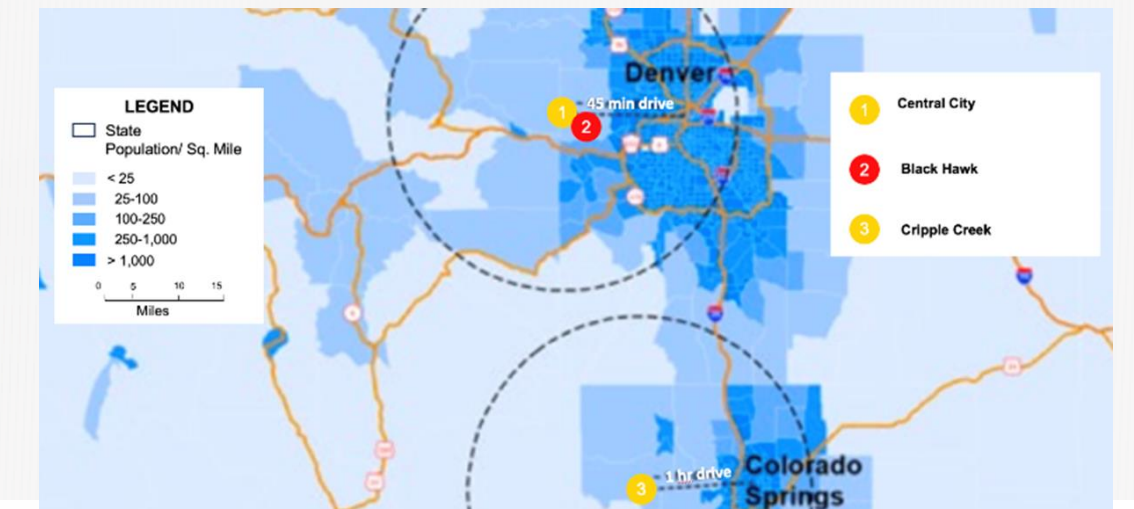 LEGEND
State
Population/ Sq. Mile
< 25
25-100
100-250
250-1,000
> 1,000
0 5 10 15
Miles
Denver
45 min drive
1
2
1 Central City
2 Black Hawk
3 Cripple Creek
1 hr drive
3
Colorado
Springs